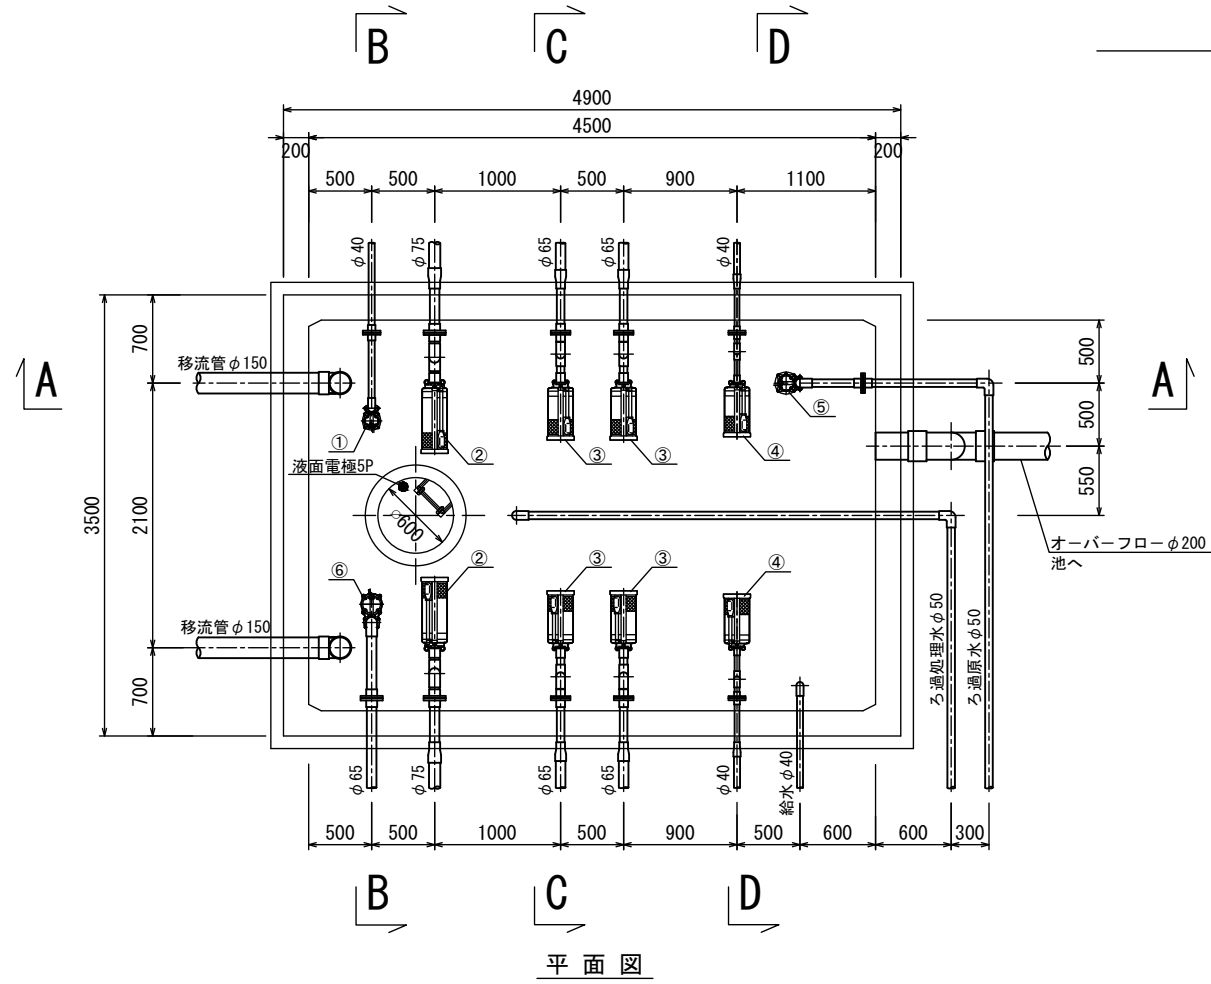 B
C
D
4900
4500
200
200
500
500
1000
500
900
1100
φ40
φ75
φ65
φ65
φ40
700
移流管φ150
500
A
A
①
②
③
③
④
⑤
500
液面電極5P
3500
2100
○600
550
オーバーフローφ200
池へ
⑥
②
③
③
④
移流管φ150
700
φ65
φ75
φ65
φ65
φ40
給水φ40
ろ過処理水φ50
ろ過原水φ50
500
500
1000
500
900
500
600
600
300
B
C
D
平面図